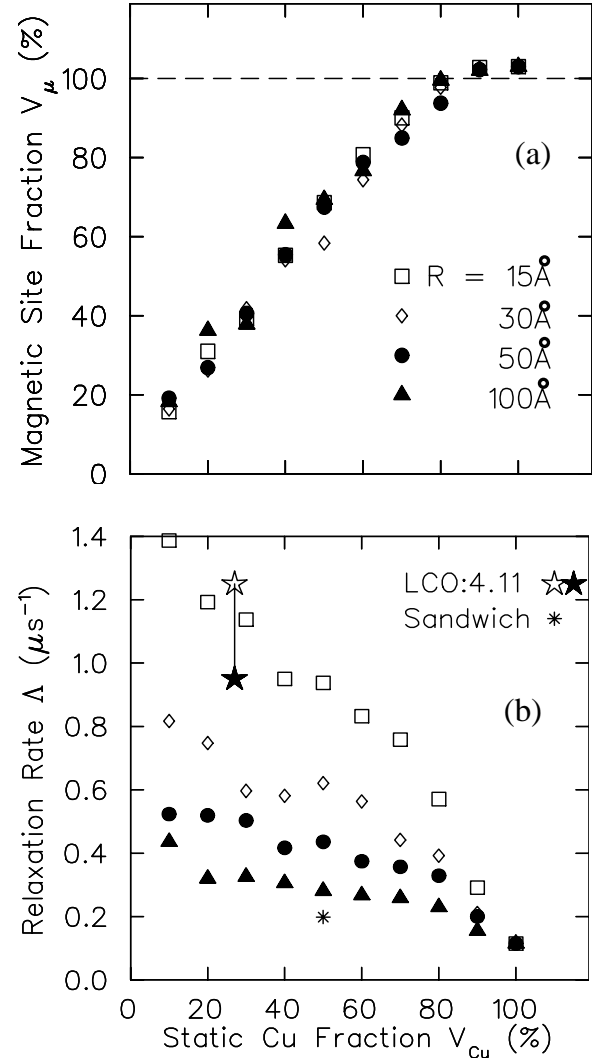 Magnetic Site Fraction V_μ (%)
100
80
60
40
20
0
(a)
□ R = 15Å
◇ 30Å
● 50Å
▲ 100Å
Relaxation Rate Λ (μs⁻¹)
1.4
1.2
1.0
0.8
0.6
0.4
0.2
0.0
LCO:4.11 ☆★
Sandwich *
(b)
0 20 40 60 80 100
Static Cu Fraction V_Cu (%)